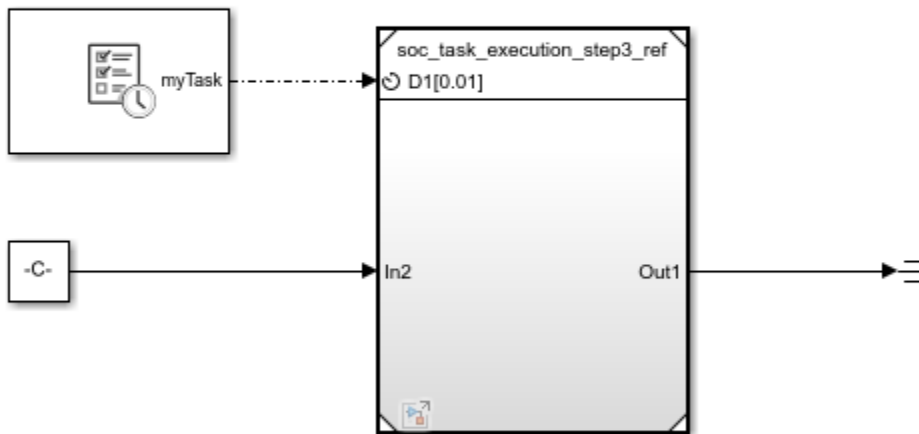 soc_task_execution_step3_ref
myTask
D1[0.01]
-C-
In2
Out1